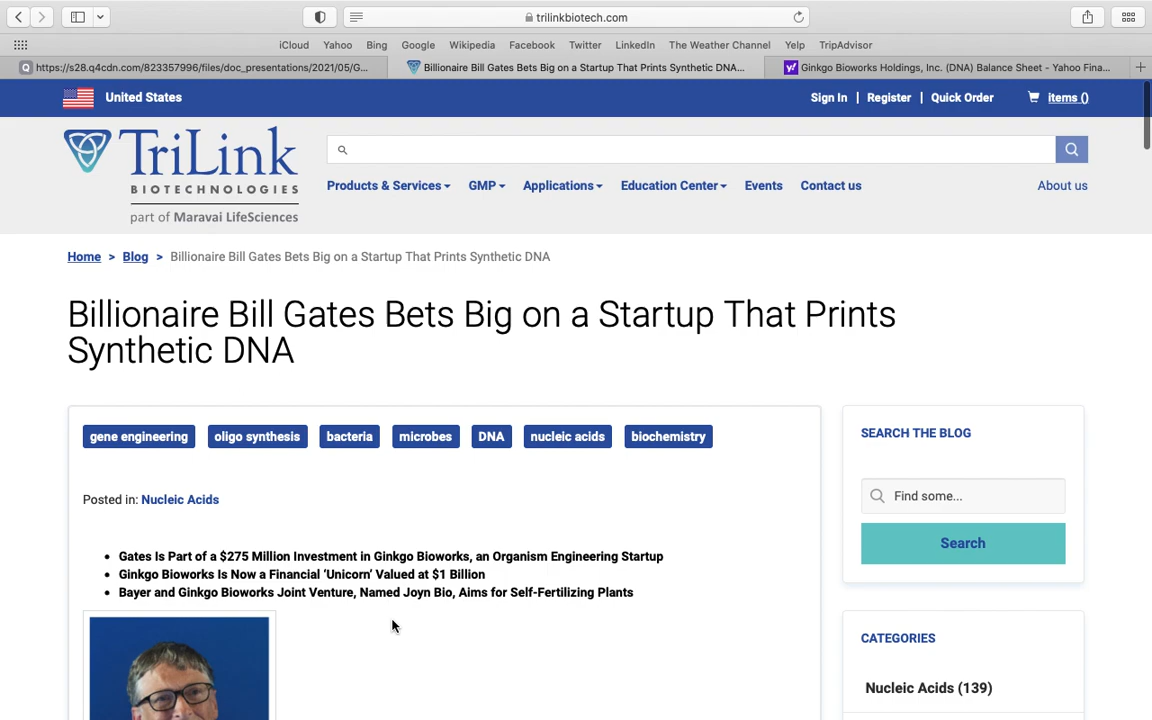 trilinkbiotech.com
iCloud Yahoo Bing Google Wikipedia Facebook Twitter LinkedIn The Weather Channel Yelp TripAdvisor
https://s28.q4cdn.com/823357996/files/doc_presentations/2021/05/G... Billionaire Bill Gates Bets Big on a Startup That Prints Synthetic DNA... Ginkgo Bioworks Holdings, Inc. (DNA) Balance Sheet - Yahoo Fina...
United States Sign In | Register | Quick Order items ()
TriLink
BIOTECHNOLOGIES
part of Maravai LifeSciences
Products & Services GMP Applications Education Center Events Contact us About us
Home > Blog > Billionaire Bill Gates Bets Big on a Startup That Prints Synthetic DNA
Billionaire Bill Gates Bets Big on a Startup That Prints
Synthetic DNA
gene engineering oligo synthesis bacteria microbes DNA nucleic acids biochemistry
Posted in: Nucleic Acids
• Gates Is Part of a $275 Million Investment in Ginkgo Bioworks, an Organism Engineering Startup
• Ginkgo Bioworks Is Now a Financial ‘Unicorn’ Valued at $1 Billion
• Bayer and Ginkgo Bioworks Joint Venture, Named Joyn Bio, Aims for Self-Fertilizing Plants
SEARCH THE BLOG
Find some...
Search
CATEGORIES
Nucleic Acids (139)